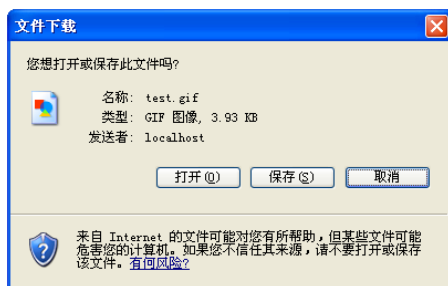 文件下载
您想打开或保存此文件吗?
名称: test.gif
类型: GIF 图像, 3.93 KB
发送者: localhost
打开(O) 保存(S) 取消
来自 Internet 的文件可能对您有所帮助,但某些文件可能
危害您的计算机。如果您不信任其来源,请不要打开或保存
该文件。有何风险?